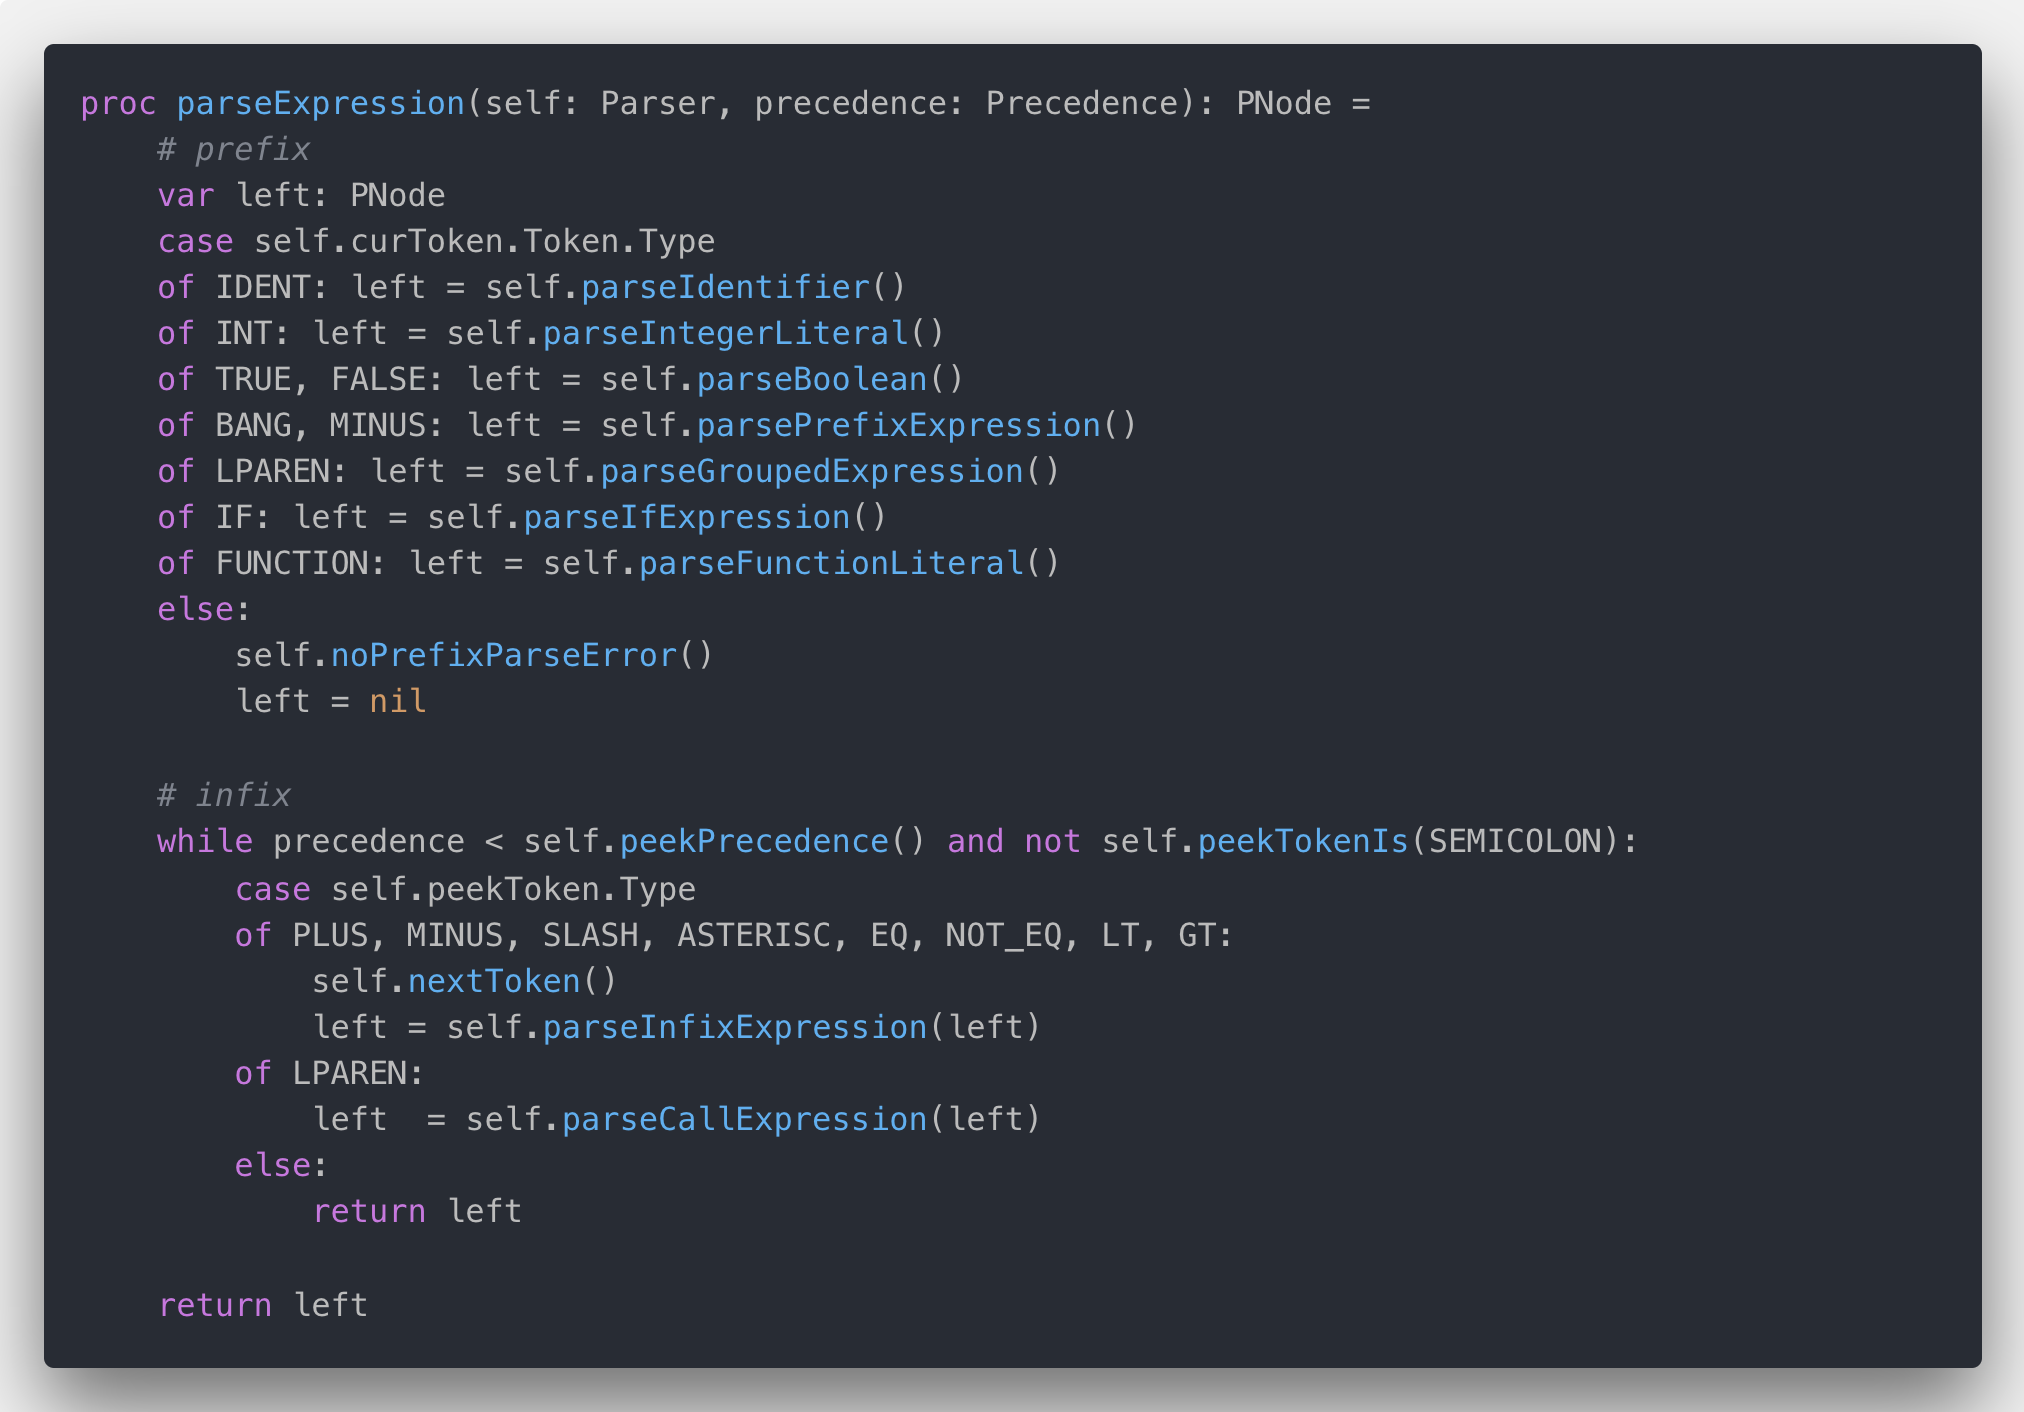 proc parseExpression(self: Parser, precedence: Precedence): PNode =
    # prefix
    var left: PNode
    case self.curToken.Token.Type
    of IDENT: left = self.parseIdentifier()
    of INT: left = self.parseIntegerLiteral()
    of TRUE, FALSE: left = self.parseBoolean()
    of BANG, MINUS: left = self.parsePrefixExpression()
    of LPAREN: left = self.parseGroupedExpression()
    of IF: left = self.parseIfExpression()
    of FUNCTION: left = self.parseFunctionLiteral()
    else:
        self.noPrefixParseError()
        left = nil

    # infix
    while precedence < self.peekPrecedence() and not self.peekTokenIs(SEMICOLON):
        case self.peekToken.Type
        of PLUS, MINUS, SLASH, ASTERISC, EQ, NOT_EQ, LT, GT:
            self.nextToken()
            left = self.parseInfixExpression(left)
        of LPAREN:
            left  = self.parseCallExpression(left)
        else:
            return left

    return left